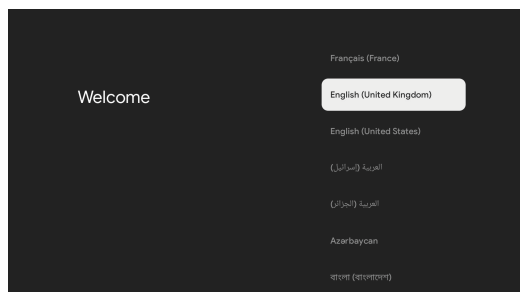 Welcome
Français (France)
English (United Kingdom)
English (United States)
العربية (إسرائيل)
العربية (الجزائر)
Azərbaycan
বাংলা (বাংলাদেশ)